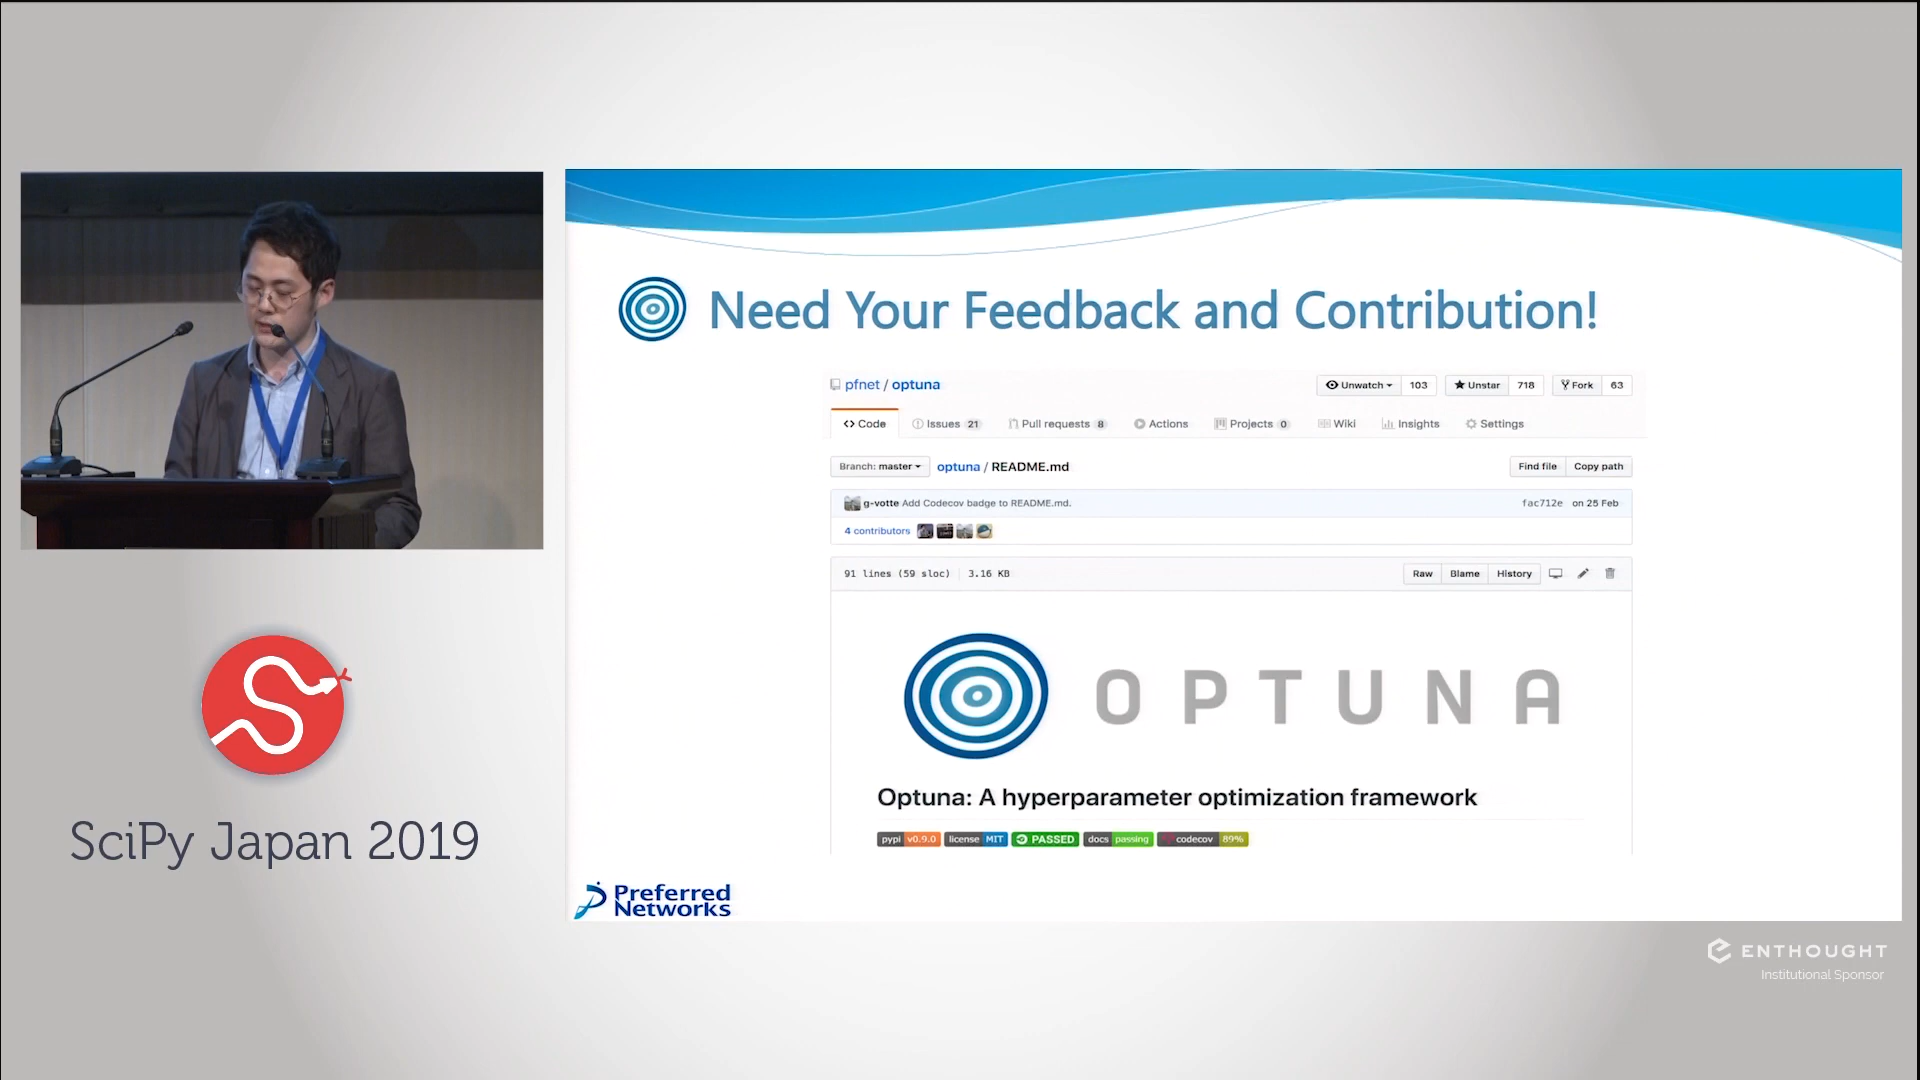 Need Your Feedback and Contribution!
pfnet / optuna
Unwatch 103 Unstar 718 Fork 63
<> Code Issues 21 Pull requests 8 Actions Projects 0 Wiki Insights Settings
Branch: master optuna / README.md Find file Copy path
g-votte Add Codecov badge to README.md. fac712e on 25 Feb
4 contributors
91 lines (59 sloc) 3.16 KB Raw Blame History
OPTUNA
Optuna: A hyperparameter optimization framework
pypi v0.9.0 license MIT PASSED docs passing codecov 89%
Preferred
Networks
SciPy Japan 2019
ENTHOUGHT
Institutional Sponsor